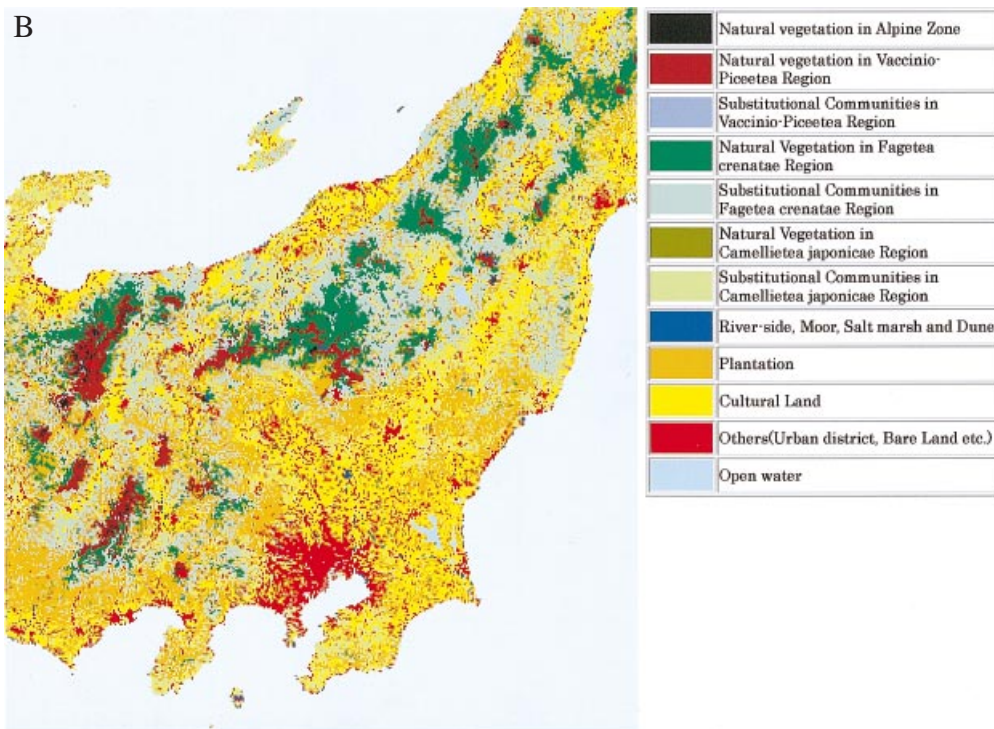 B
Natural vegetation in Alpine Zone
Natural vegetation in Vaccinio-
Piceetea Region
Substitutional Communities in
Vaccinio-Piceetea Region
Natural Vegetation in Fagetea
crenatae Region
Substitutional Communities in
Fagetea crenatae Region
Natural Vegetation in
Camellietea japonicae Region
Substitutional Communities in
Camellietea japonicae Region
River-side, Moor, Salt marsh and Dune
Plantation
Cultural Land
Others(Urban district, Bare Land etc.)
Open water